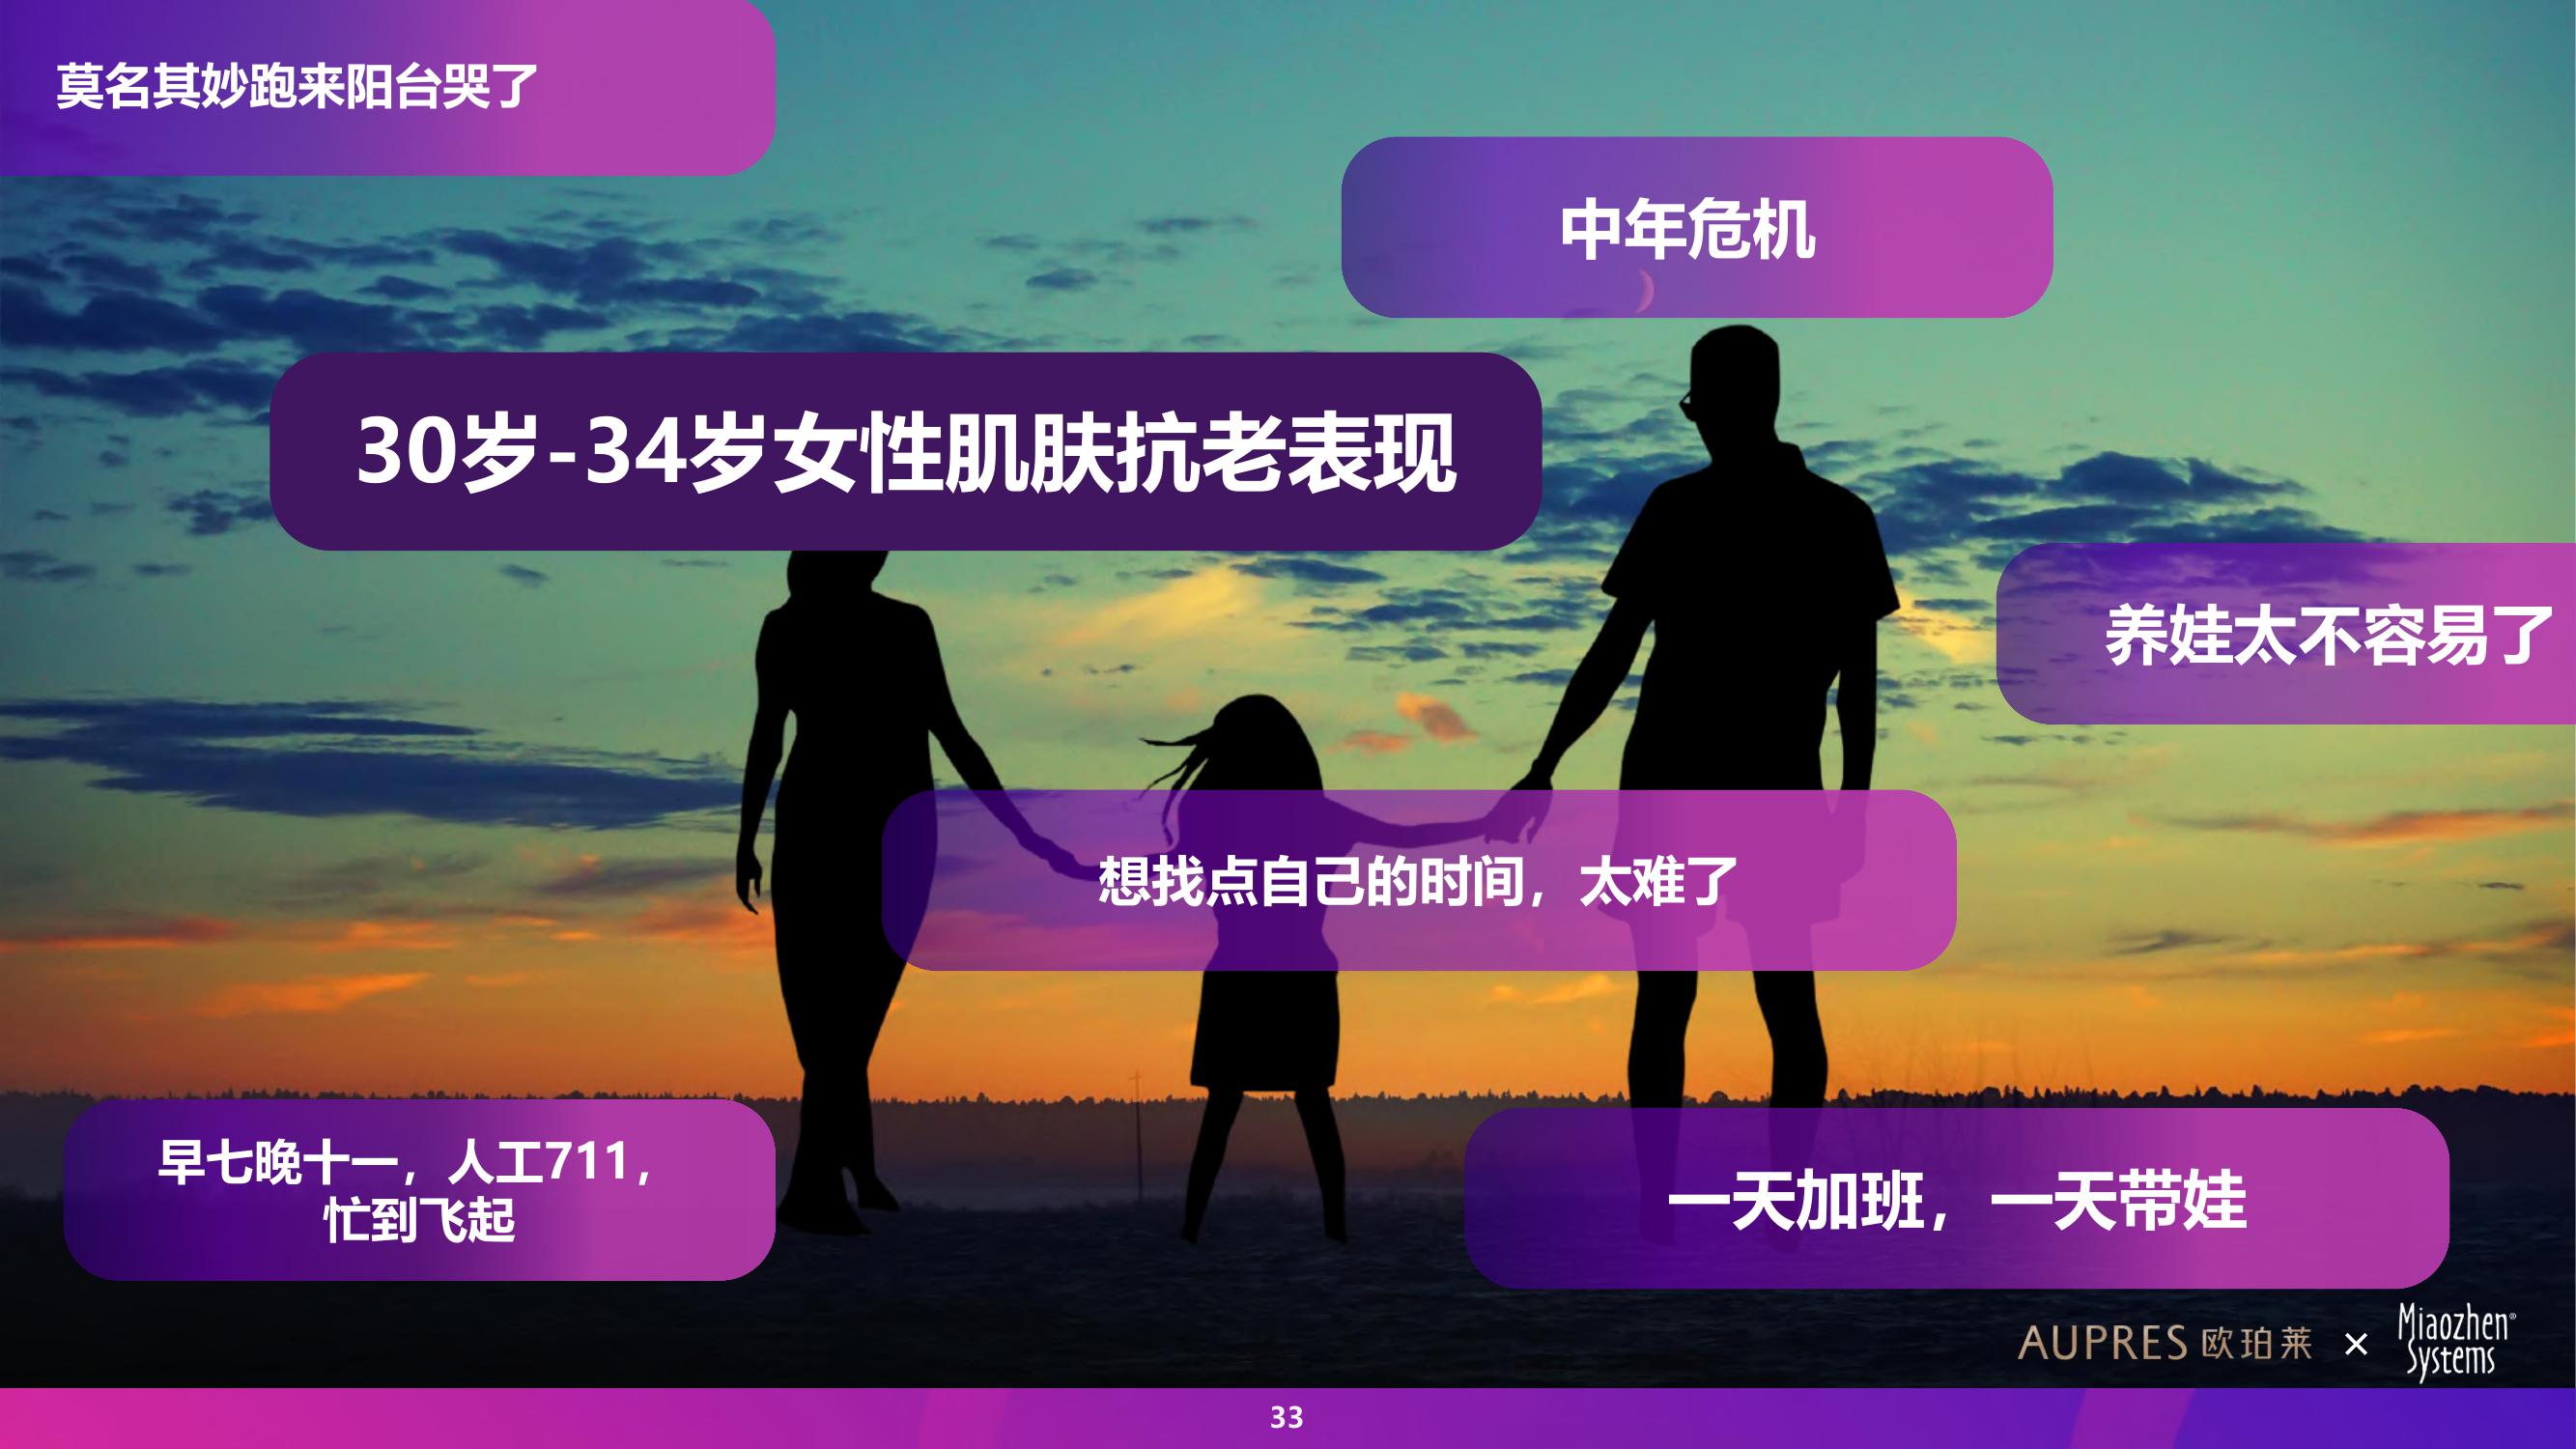 莫名其妙跑来阳台哭了
中年危机
30岁-34岁女性肌肤抗老表现
养娃太不容易了
想找点自己的时间，太难了
早七晚十一，人工711，
忙到飞起
一天加班，一天带娃
AUPRES 欧珀莱 × Miaozhen®
Systems
33